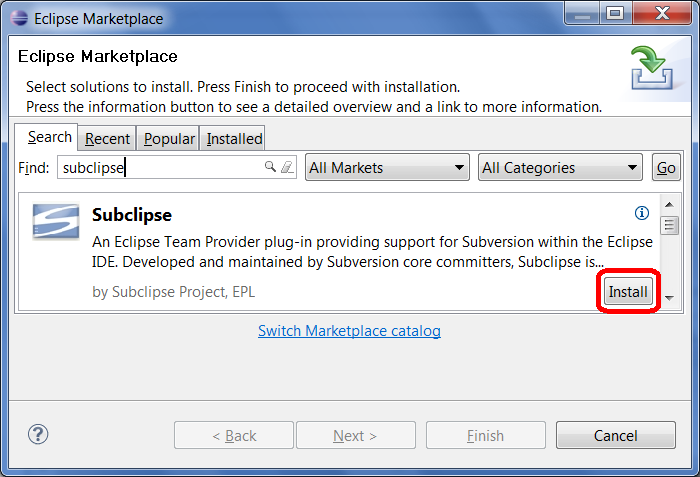 Eclipse Marketplace
Eclipse Marketplace
Select solutions to install. Press Finish to proceed with installation.
Press the information button to see a detailed overview and a link to more information.
Search Recent Popular Installed
Find: subclipse All Markets All Categories Go
Subclipse
An Eclipse Team Provider plug-in providing support for Subversion within the Eclipse
IDE. Developed and maintained by Subversion core committers, Subclipse is...
by Subclipse Project, EPL Install
Switch Marketplace catalog
? < Back Next > Finish Cancel